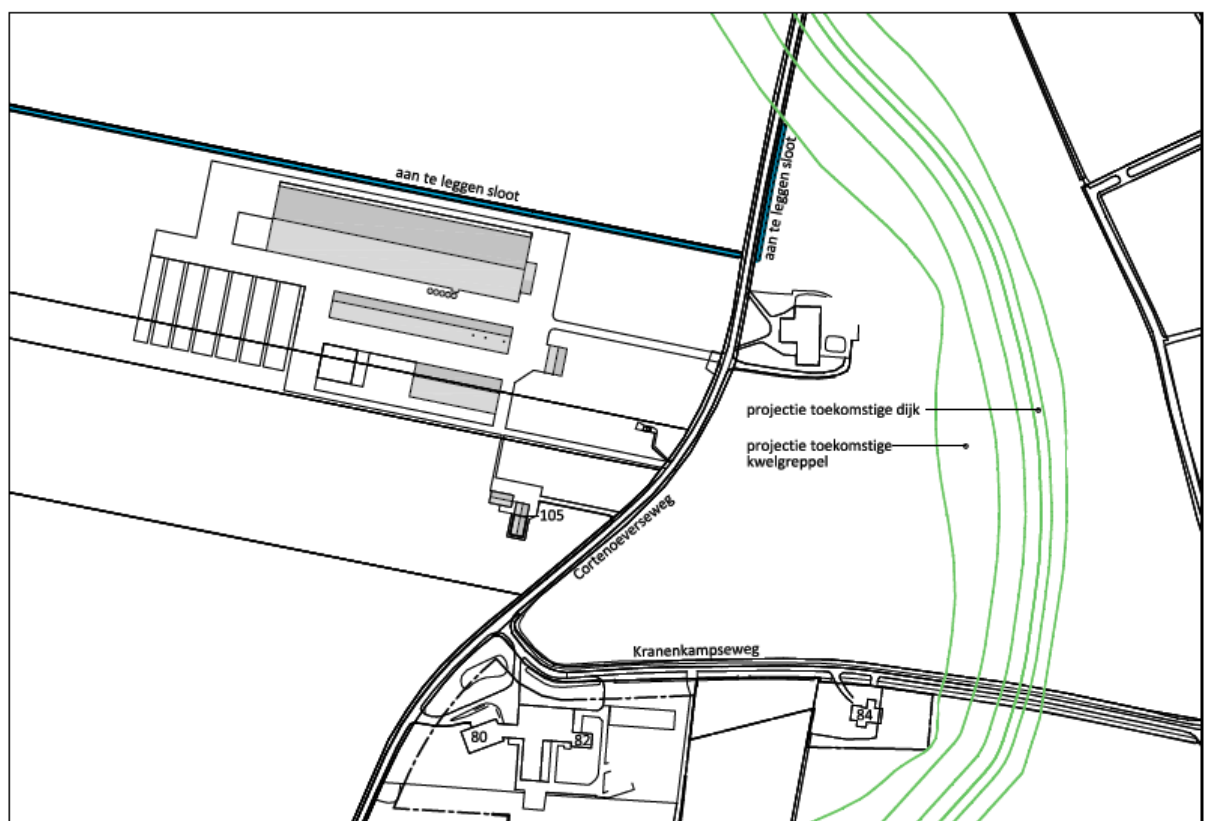 aan te leggen sloot
aan te leggen sloot
projectie toekomstige dijk
projectie toekomstige
kwelgreppel
105
Cortenoeverseweg
Kranenkampseweg
84
80
82